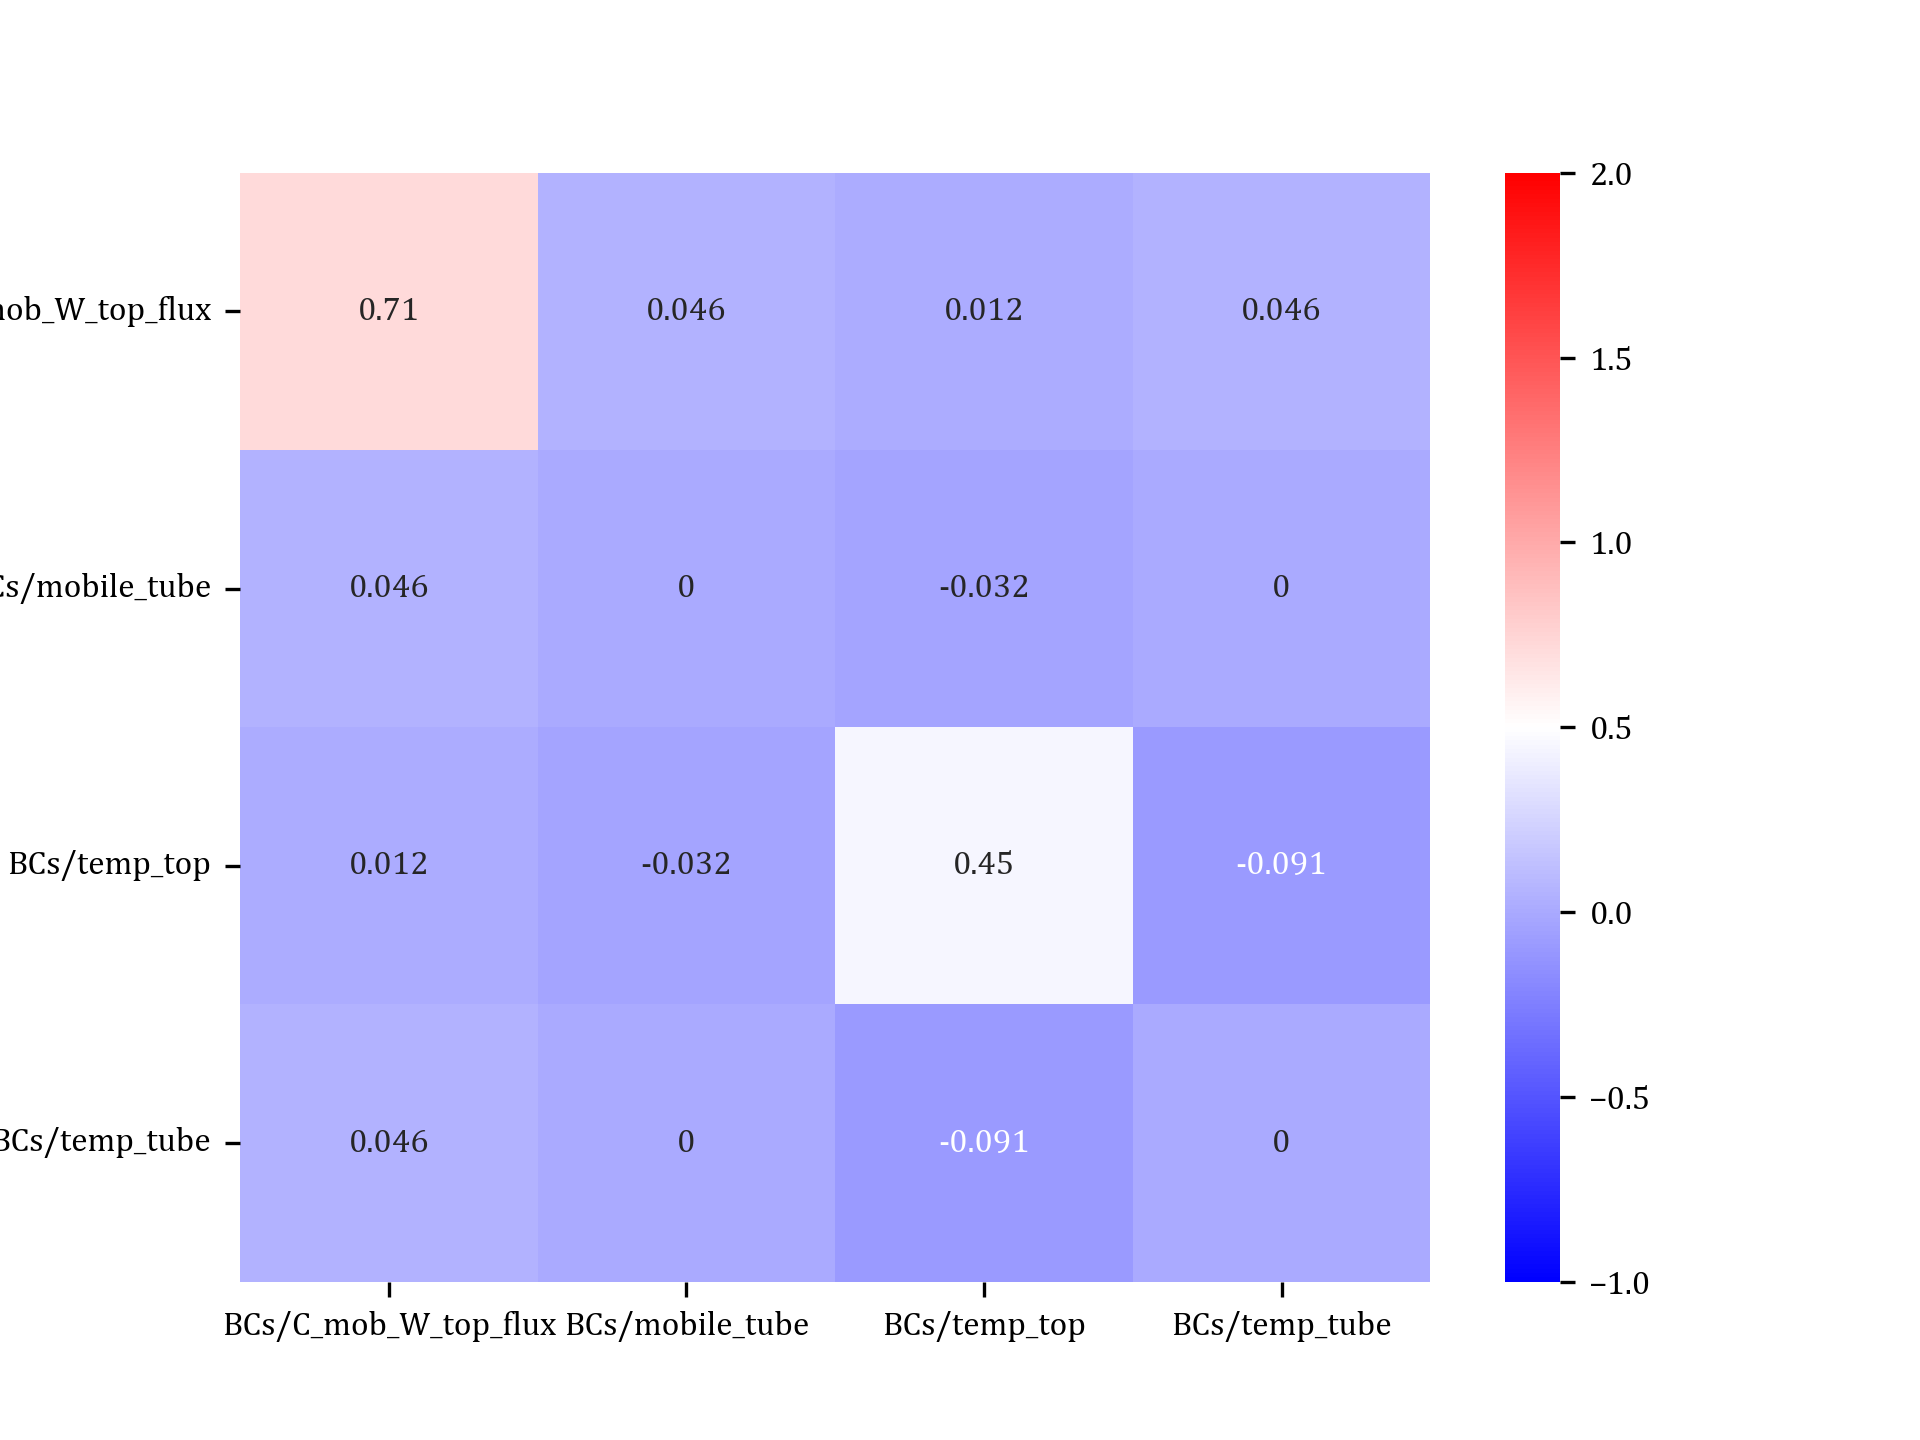 2.0
1.5
1.0
0.5
0.0
−0.5
−1.0
mob_W_top_flux 0.71 0.046 0.012 0.046
Cs/mobile_tube 0.046 0 -0.032 0
BCs/temp_top 0.012 -0.032 0.45 -0.091
BCs/temp_tube 0.046 0 -0.091 0
BCs/C_mob_W_top_flux BCs/mobile_tube BCs/temp_top BCs/temp_tube